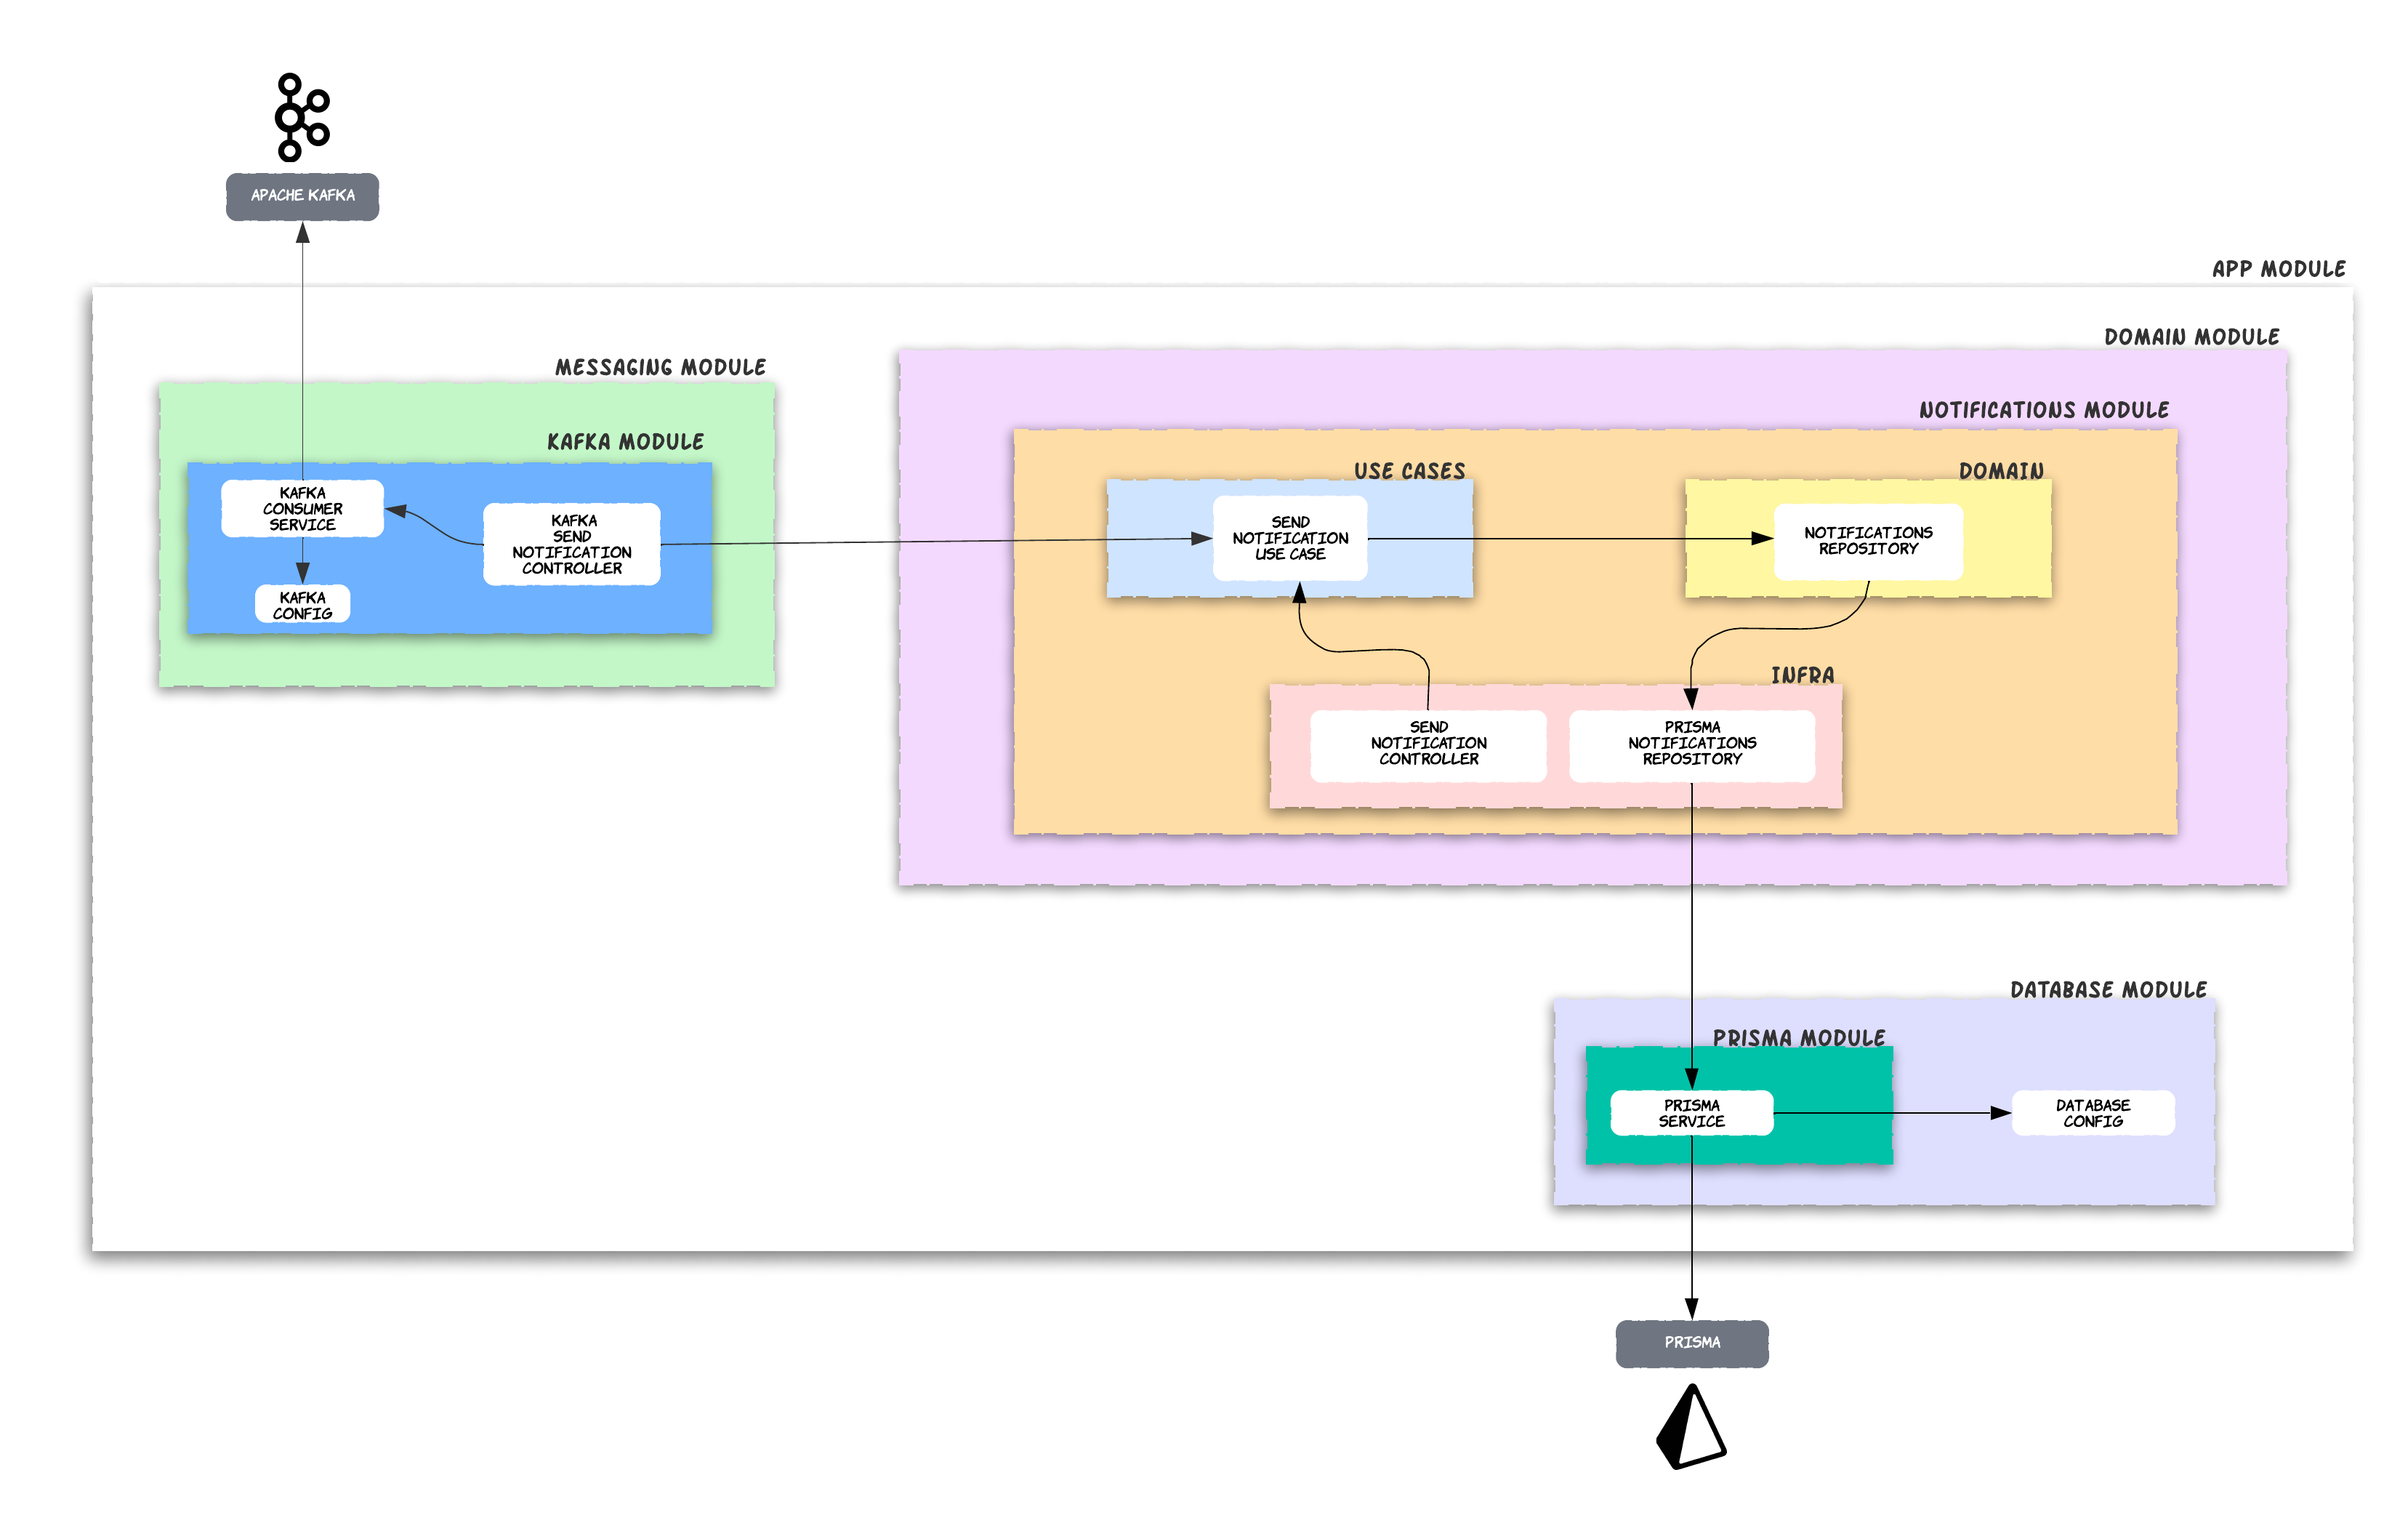 APACHE KAFKA
APP MODULE
DOMAIN MODULE
MESSAGING MODULE
NOTIFICATIONS MODULE
KAFKA MODULE
USE CASES
DOMAIN
KAFKA
CONSUMER
SERVICE
KAFKA
SEND
NOTIFICATION
CONTROLLER
SEND
NOTIFICATION
USE CASE
NOTIFICATIONS
REPOSITORY
KAFKA
CONFIG
INFRA
SEND
NOTIFICATION
CONTROLLER
PRISMA
NOTIFICATIONS
REPOSITORY
DATABASE MODULE
PRISMA MODULE
PRISMA
SERVICE
DATABASE
CONFIG
PRISMA